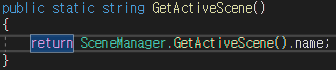 public static string GetActiveScene()
{
return SceneManager.GetActiveScene().name;
}